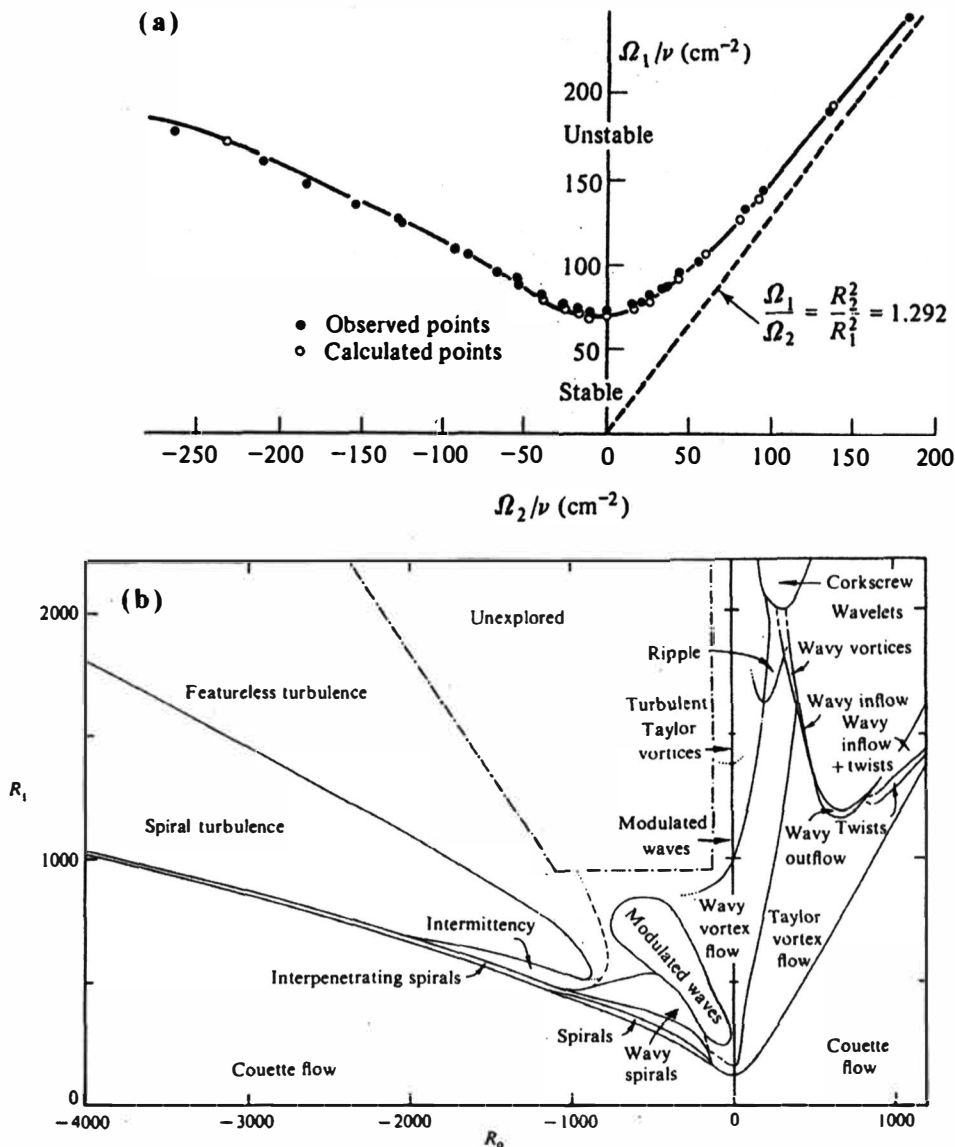 (a)
Ω₁/ν (cm⁻²)
200
Unstable
150
100
50
Stable
Ω₁/Ω₂ = R₂²/R₁² = 1.292
● Observed points
○ Calculated points
−250 −200 −150 −100 −50 0 50 100 150 200
Ω₂/ν (cm⁻²)
(b)
2000
1000
0
Rᵢ
Unexplored
Corkscrew
Wavelets
Ripple
Wavy vortices
Featureless turbulence
Turbulent
Taylor
vortices
Wavy inflow
Wavy
inflow
+ twists
Spiral turbulence
Modulated
waves
Wavy
outflow
Twists
Intermittency
Modulated waves
Wavy
vortex
flow
Taylor
vortex
flow
Interpenetrating spirals
Spirals
Wavy
spirals
Couette flow
Couette
flow
−4000 −3000 −2000 −1000 0 1000
Rₒ